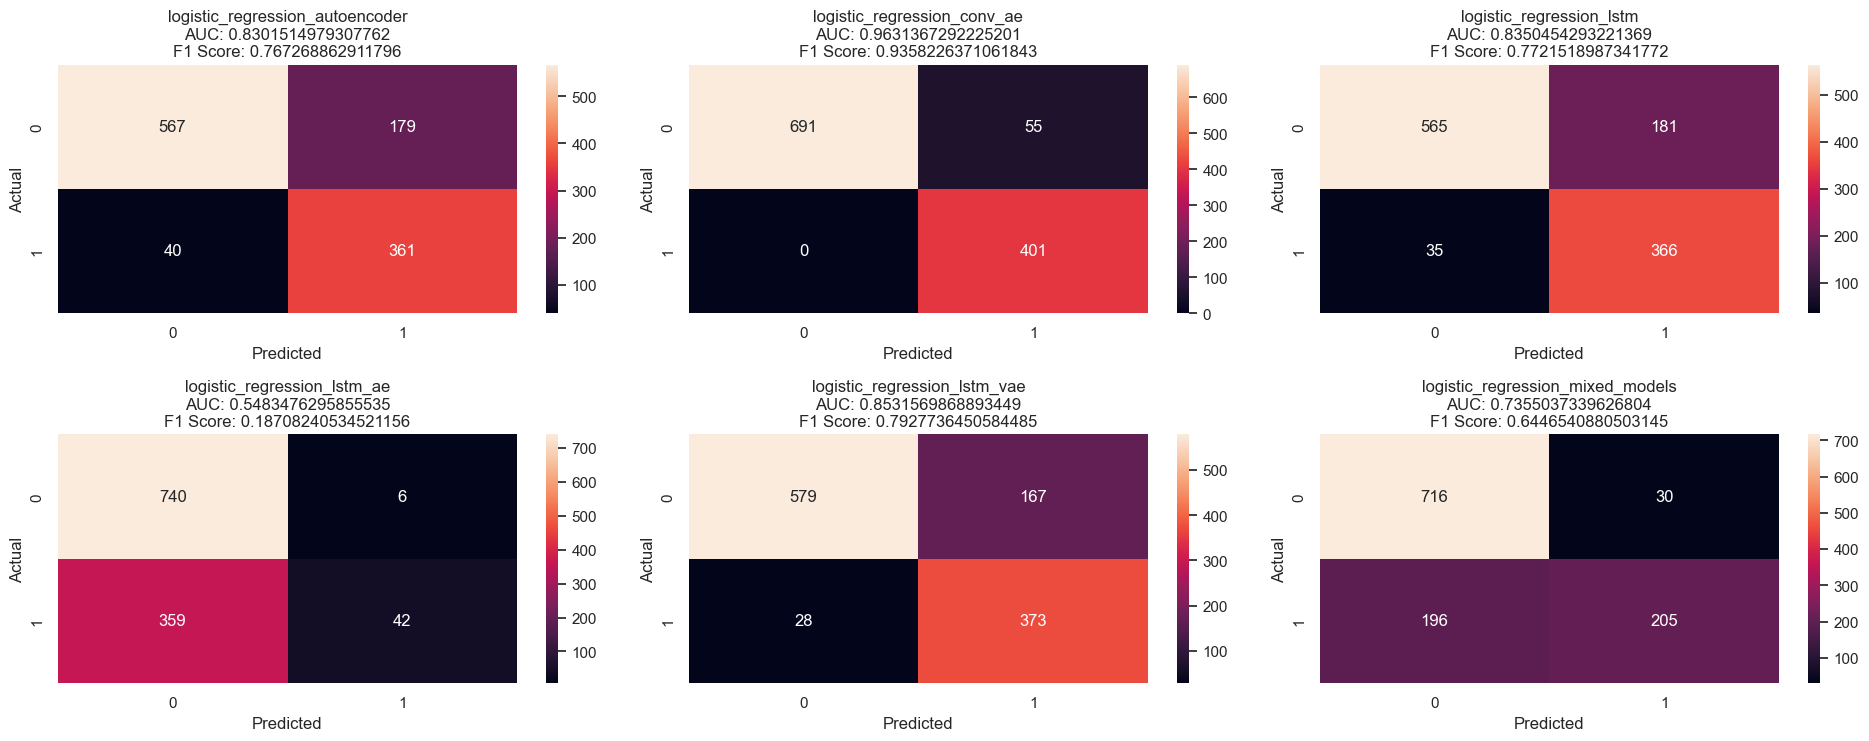 logistic_regression_autoencoder
AUC: 0.8301514979307762
F1 Score: 0.767268862911796
567
179
40
361
0
1
Actual
0
1
Predicted
500
400
300
200
100
logistic_regression_conv_ae
AUC: 0.9631367292225201
F1 Score: 0.9358226371061843
691
55
0
401
0
1
Actual
0
1
Predicted
600
500
400
300
200
100
0
logistic_regression_lstm
AUC: 0.8350454293221369
F1 Score: 0.7721518987341772
565
181
35
366
0
1
Actual
0
1
Predicted
500
400
300
200
100
logistic_regression_lstm_ae
AUC: 0.5483476295855535
F1 Score: 0.18708240534521156
740
6
359
42
0
1
Actual
0
1
Predicted
700
600
500
400
300
200
100
logistic_regression_lstm_vae
AUC: 0.8531569868893449
F1 Score: 0.7927736450584485
579
167
28
373
0
1
Actual
0
1
Predicted
500
400
300
200
100
logistic_regression_mixed_models
AUC: 0.7355037339626804
F1 Score: 0.6446540880503145
716
30
196
205
0
1
Actual
0
1
Predicted
700
600
500
400
300
200
100